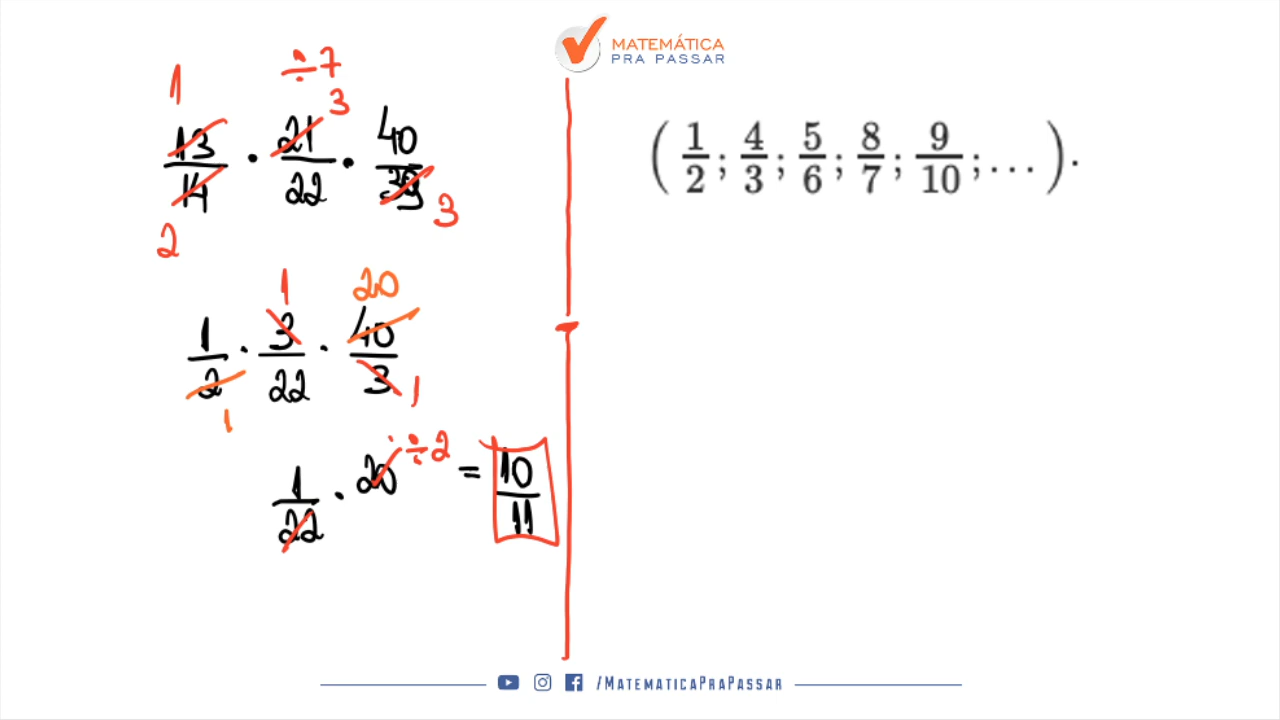 MATEMÁTICA
PRA PASSAR
÷7
1 3
13/14 · 21/22 · 40/39
2 3
1 20
1/2 · 3/22 · 40/3
1 1
÷2
1/22 · 20 = 10/11
( 1/2 ; 4/3 ; 5/6 ; 8/7 ; 9/10 ; ... ).
/MATEMATICAPRAPASSAR